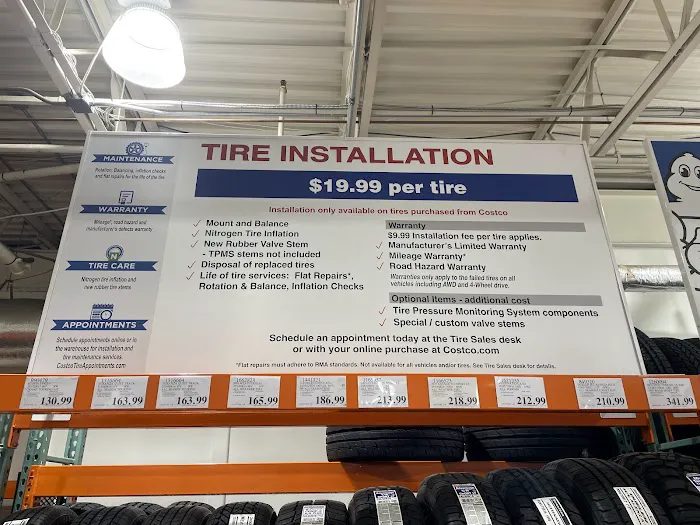 MAINTENANCE
Rotation, Balancing, inflation checks
and flat repairs for the life of the tire.
WARRANTY
Mileage*, road hazard and
manufacturer's defects warranty
TIRE CARE
Nitrogen tire inflation and
new rubber tire stems
APPOINTMENTS
Schedule appointments online or in
the warehouse for installation and
tire maintenance services.
CostcoTireAppointments.com
TIRE INSTALLATION
$19.99 per tire
Installation only available on tires purchased from Costco
✓ Mount and Balance
✓ Nitrogen Tire Inflation
✓ New Rubber Valve Stem
- TPMS stems not included
✓ Disposal of replaced tires
✓ Life of tire services: Flat Repairs*,
Rotation & Balance, Inflation Checks
Warranty
$9.99 Installation fee per tire applies.
✓ Manufacturer's Limited Warranty
✓ Mileage Warranty*
✓ Road Hazard Warranty
Warranties only apply to the failed tires on all
vehicles including AWD and 4-Wheel drive.
Optional items - additional cost
✓ Tire Pressure Monitoring System components
✓ Special / custom valve stems
Schedule an appointment today at the Tire Sales desk
or with your online purchase at Costco.com
*Flat repairs must adhere to RMA standards. Not available for all vehicles and/or tires. See Tire Sales desk for details.
130.99
163.99
163.99
165.99
186.99
213.99
218.99
212.99
210.99
341.99